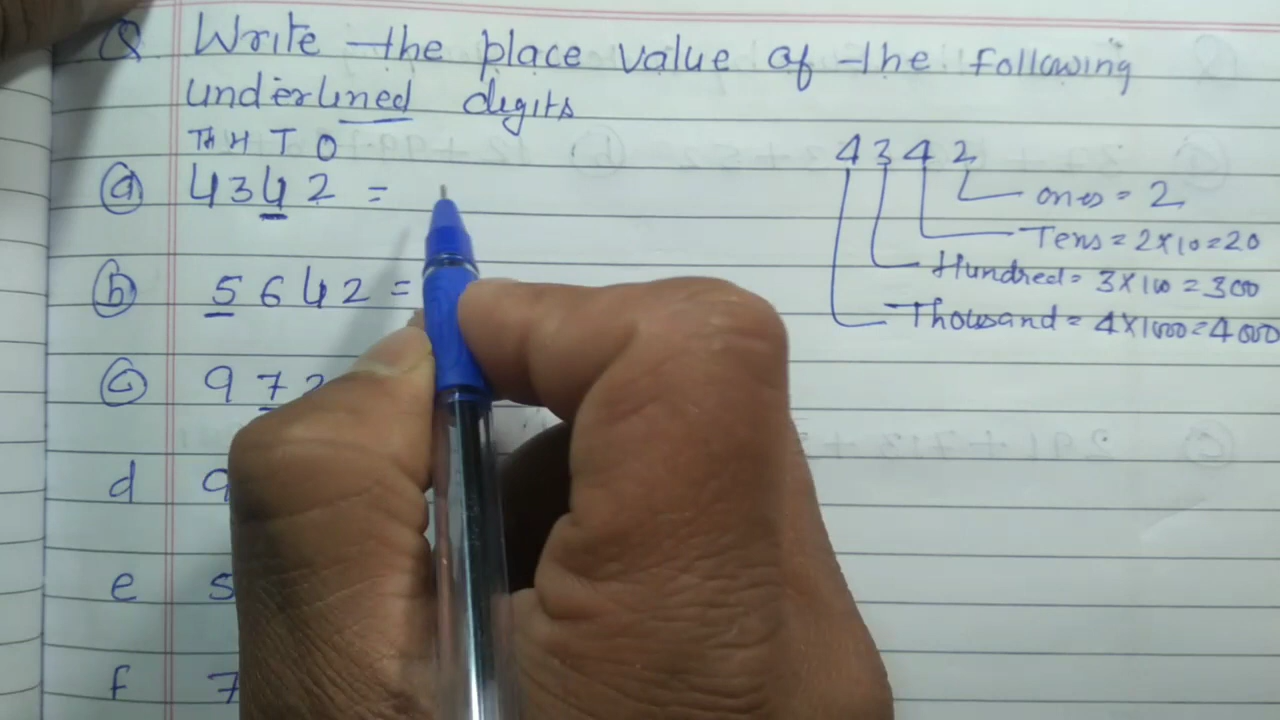 Q Write the place value of the following
underlined digits
Th H T O
(a) 4342 =
(b) 5642 =
(c) 972
d 9
e 5
f 7
4342
ones = 2
Tens = 2×10=20
Hundred = 3×100 = 300
Thousand = 4×1000=4000